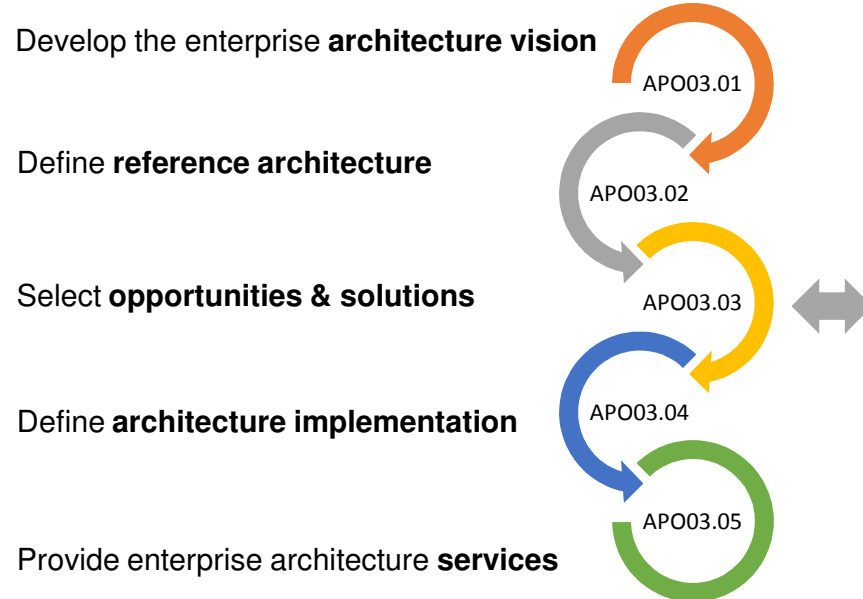 Develop the enterprise architecture vision
APO03.01
Define reference architecture
APO03.02
Select opportunities & solutions
APO03.03
Define architecture implementation
APO03.04
APO03.05
Provide enterprise architecture services